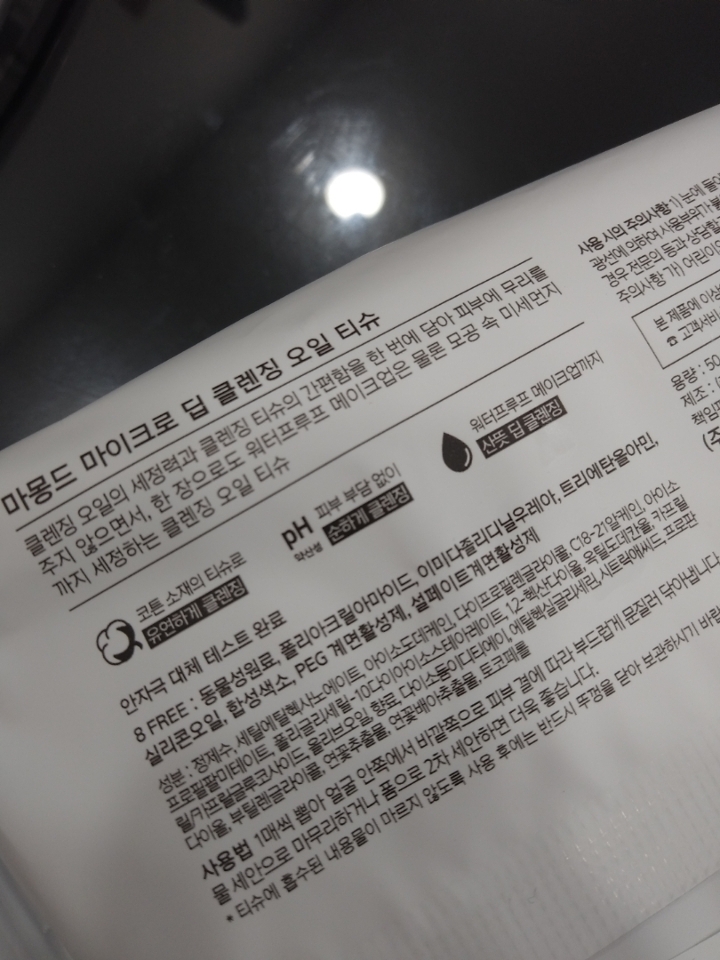 마몽드 마이크로 딥 클렌징 오일 티슈
클렌징 오일의 세정력과 클렌징 티슈의 간편함을 한 번에 담아 피부에 무리를
주지 않으면서, 한 장으로도 워터프루프 메이크업은 물론 모공 속 미세먼지
까지 세정하는 클렌징 오일 티슈
코튼 소재의 티슈로
유연하게 클렌징
pH
약산성
피부 부담 없이
순하게 클렌징
워터프루프 메이크업까지
산뜻 딥 클렌징
안자극 대체 테스트 완료
8 FREE : 동물성원료, 폴리아크릴아마이드, 이미다졸리디닐우레아, 트리에탄올아민,
실리콘오일, 합성색소, PEG 계면활성제, 설페이트계면활성제
성분 : 정제수, 세틸에틸헥사노에이트, 아이소도데케인, 다이프로필렌글라이콜, C18-21알케인, 아이소
프로필팔미테이트, 폴리글리세릴-10다이아이소스테아레이트, 1,2-헥산다이올, 옥틸도데칸올, 카프릴
릴/카프릴글루코사이드, 올리브오일, 향료, 다이소듐이디티에이, 에틸헥실글리세린, 시트릭애씨드, 프로판
다이올, 부틸렌글라이콜, 연꽃추출물, 연꽃배아추출물, 토코페롤
사용법 1매씩 뽑아 얼굴 안쪽에서 바깥쪽으로 피부 결에 따라 부드럽게 문질러 닦아냅니다.
물 세안으로 마무리하거나 폼으로 2차 세안하면 더욱 좋습니다.
* 티슈에 흡수된 내용물이 마르지 않도록 사용 후에는 반드시 뚜껑을 닫아 보관하시기 바랍
사용 시의 주의사항 1) 눈에 들어
광선에 의하여 사용부위가
경우 전문의 등과 상담할
주의사항 가) 어린이
본 제품에 이상
고객서비
용량 : 50
제조 :
책임